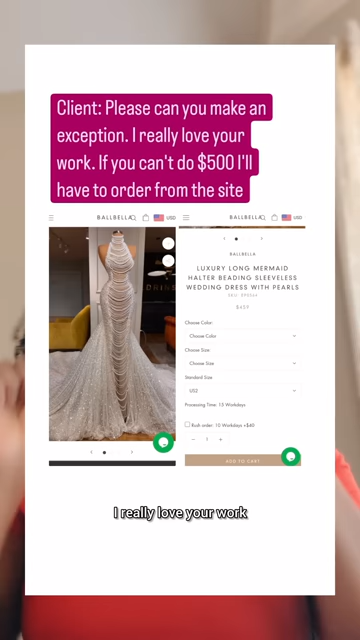 Client: Please can you make an
exception. I really love your
work. If you can't do $500 I'll
have to order from the site
BALLBELLA
USD
BALLBELLA
USD
BALLBELLA
LUXURY LONG MERMAID
HALTER BEADING SLEEVELESS
WEDDING DRESS WITH PEARLS
Choose Color:
Choose Color
Choose Size:
Choose Size
Standard Size
US2
Processing Time: 15 Workdays
Rush order: 10 Workdays +$40
− 1 +
ADD TO CART
I really love your work